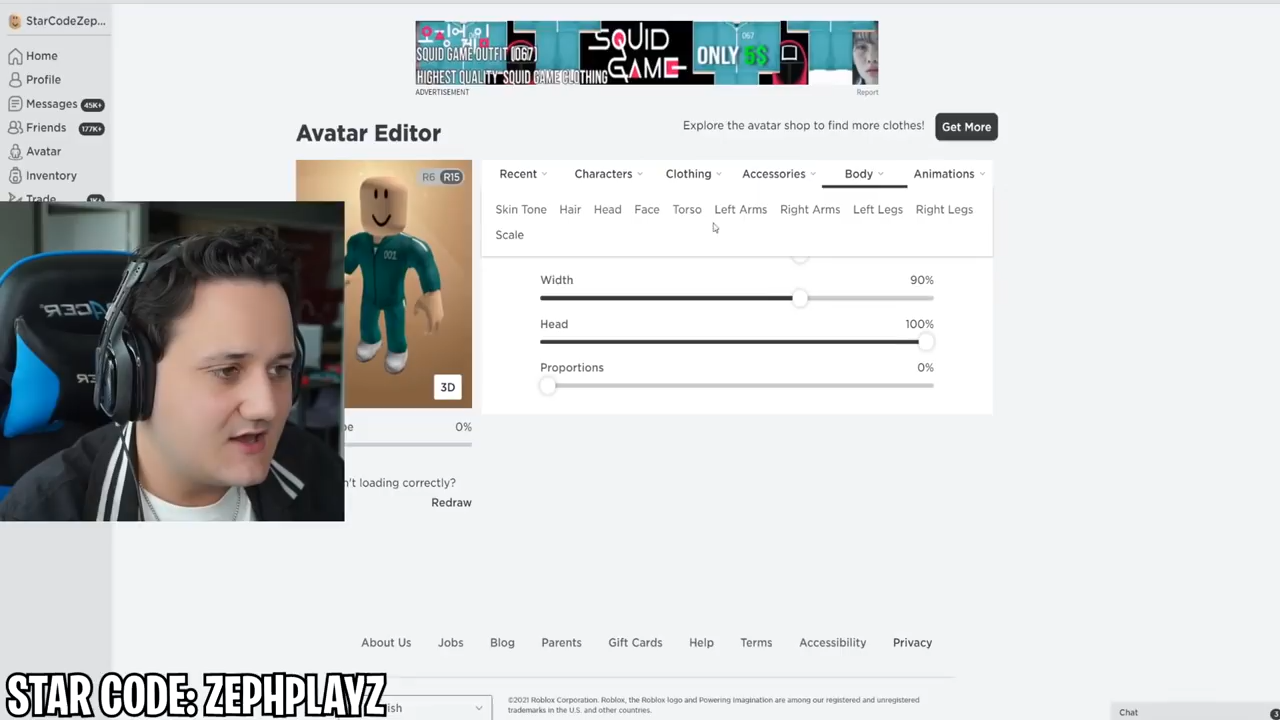 StarCodeZep...
Home
Profile
Messages 45K+
Friends 177K+
Avatar
Inventory
Trade
SQUID GAME OUTFIT (067)
HIGHEST QUALITY SQUID GAME CLOTHING
SQUID GAME
067
ONLY 5$
ADVERTISEMENT
Report
Avatar Editor
Explore the avatar shop to find more clothes!
Get More
R6 R15
001
3D
0%
n't loading correctly?
Redraw
Recent
Characters
Clothing
Accessories
Body
Animations
Skin Tone
Hair
Head
Face
Torso
Left Arms
Right Arms
Left Legs
Right Legs
Scale
Width 90%
Head 100%
Proportions 0%
About Us
Jobs
Blog
Parents
Gift Cards
Help
Terms
Accessibility
Privacy
©2021 Roblox Corporation. Roblox, the Roblox logo and Powering Imagination are among our registered and unregistered
trademarks in the U.S. and other countries.
Chat
STAR CODE: ZEPHPLAYZ